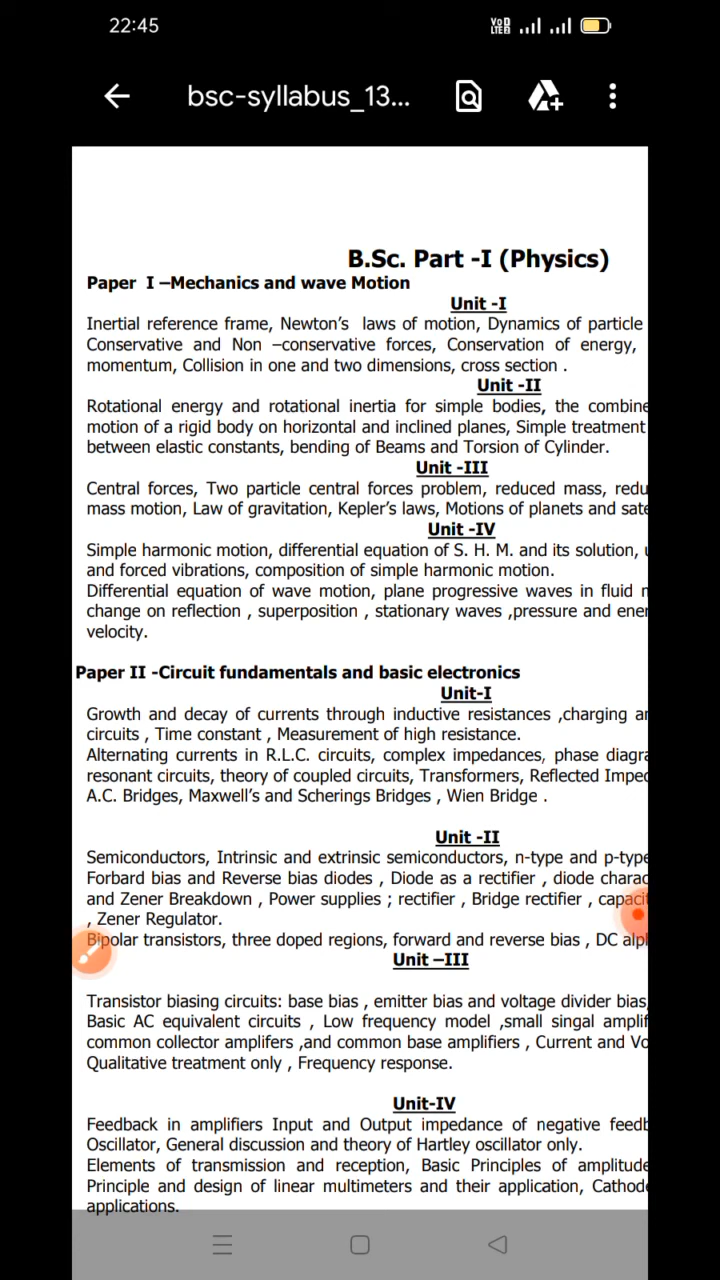 22:45
Vo LTE
bsc-syllabus_13...
B.Sc. Part -I (Physics)
Paper I –Mechanics and wave Motion
Unit -I
Inertial reference frame, Newton's laws of motion, Dynamics of particle
Conservative and Non –conservative forces, Conservation of energy,
momentum, Collision in one and two dimensions, cross section .
Unit -II
Rotational energy and rotational inertia for simple bodies, the combine
motion of a rigid body on horizontal and inclined planes, Simple treatment
between elastic constants, bending of Beams and Torsion of Cylinder.
Unit -III
Central forces, Two particle central forces problem, reduced mass, redu
mass motion, Law of gravitation, Kepler's laws, Motions of planets and sate
Unit -IV
Simple harmonic motion, differential equation of S. H. M. and its solution,
and forced vibrations, composition of simple harmonic motion.
Differential equation of wave motion, plane progressive waves in fluid
change on reflection , superposition , stationary waves ,pressure and ener
velocity.
Paper II -Circuit fundamentals and basic electronics
Unit-I
Growth and decay of currents through inductive resistances ,charging ar
circuits , Time constant , Measurement of high resistance.
Alternating currents in R.L.C. circuits, complex impedances, phase diagra
resonant circuits, theory of coupled circuits, Transformers, Reflected Imped
A.C. Bridges, Maxwell's and Scherings Bridges , Wien Bridge .
Unit -II
Semiconductors, Intrinsic and extrinsic semiconductors, n-type and p-type
Forbard bias and Reverse bias diodes , Diode as a rectifier , diode charac
and Zener Breakdown , Power supplies ; rectifier , Bridge rectifier , capacit
, Zener Regulator.
Bipolar transistors, three doped regions, forward and reverse bias , DC alph
Unit –III
Transistor biasing circuits: base bias , emitter bias and voltage divider bias,
Basic AC equivalent circuits , Low frequency model ,small singal amplif
common collector amplifers ,and common base amplifiers , Current and Vo
Qualitative treatment only , Frequency response.
Unit-IV
Feedback in amplifiers Input and Output impedance of negative feedb
Oscillator, General discussion and theory of Hartley oscillator only.
Elements of transmission and reception, Basic Principles of amplitude
Principle and design of linear multimeters and their application, Cathode
applications.